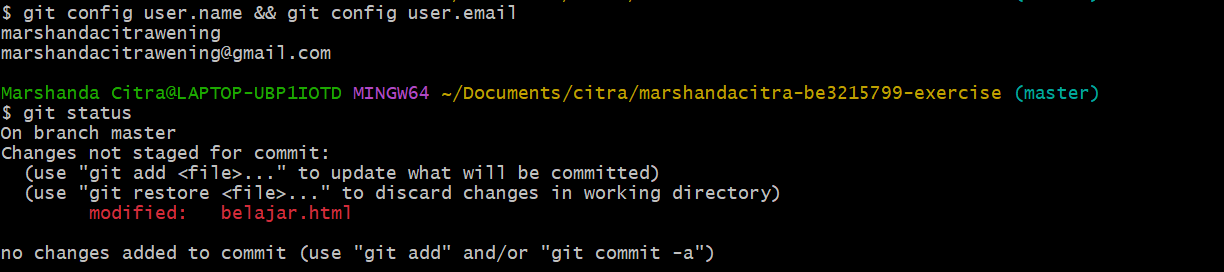 (master)
$ git config user.name && git config user.email
marshandacitrawening
marshandacitrawening@gmail.com
Marshanda Citra@LAPTOP-UBP1IOTD MINGW64 ~/Documents/citra/marshandacitra-be3215799-exercise (master)
$ git status
On branch master
Changes not staged for commit:
  (use "git add <file>..." to update what will be committed)
  (use "git restore <file>..." to discard changes in working directory)
        modified:   belajar.html
no changes added to commit (use "git add" and/or "git commit -a")